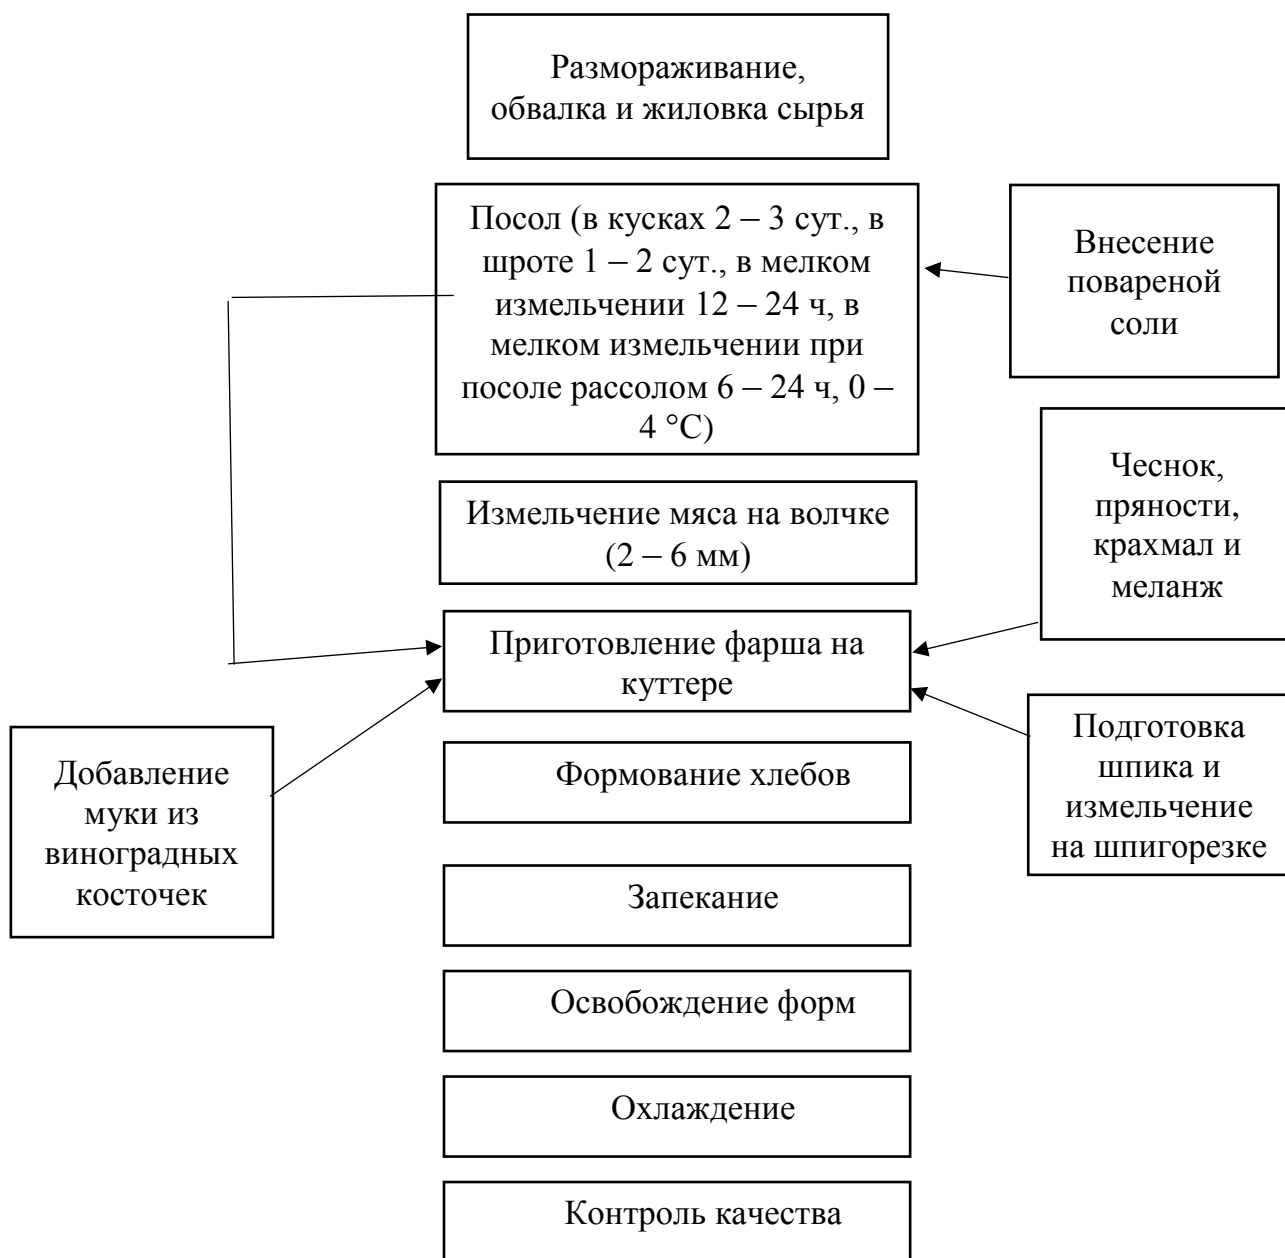 Размораживание,
обвалка и жиловка сырья
Посол (в кусках 2 – 3 сут., в
шроте 1 – 2 сут., в мелком
измельчении 12 – 24 ч, в
мелком измельчении при
посоле рассолом 6 – 24 ч, 0 –
4 °С)
Внесение
повареной
соли
Измельчение мяса на волчке
(2 – 6 мм)
Чеснок,
пряности,
крахмал и
меланж
Приготовление фарша на
куттере
Добавление
муки из
виноградных
косточек
Подготовка
шпика и
измельчение
на шпигорезке
Формование хлебов
Запекание
Освобождение форм
Охлаждение
Контроль качества